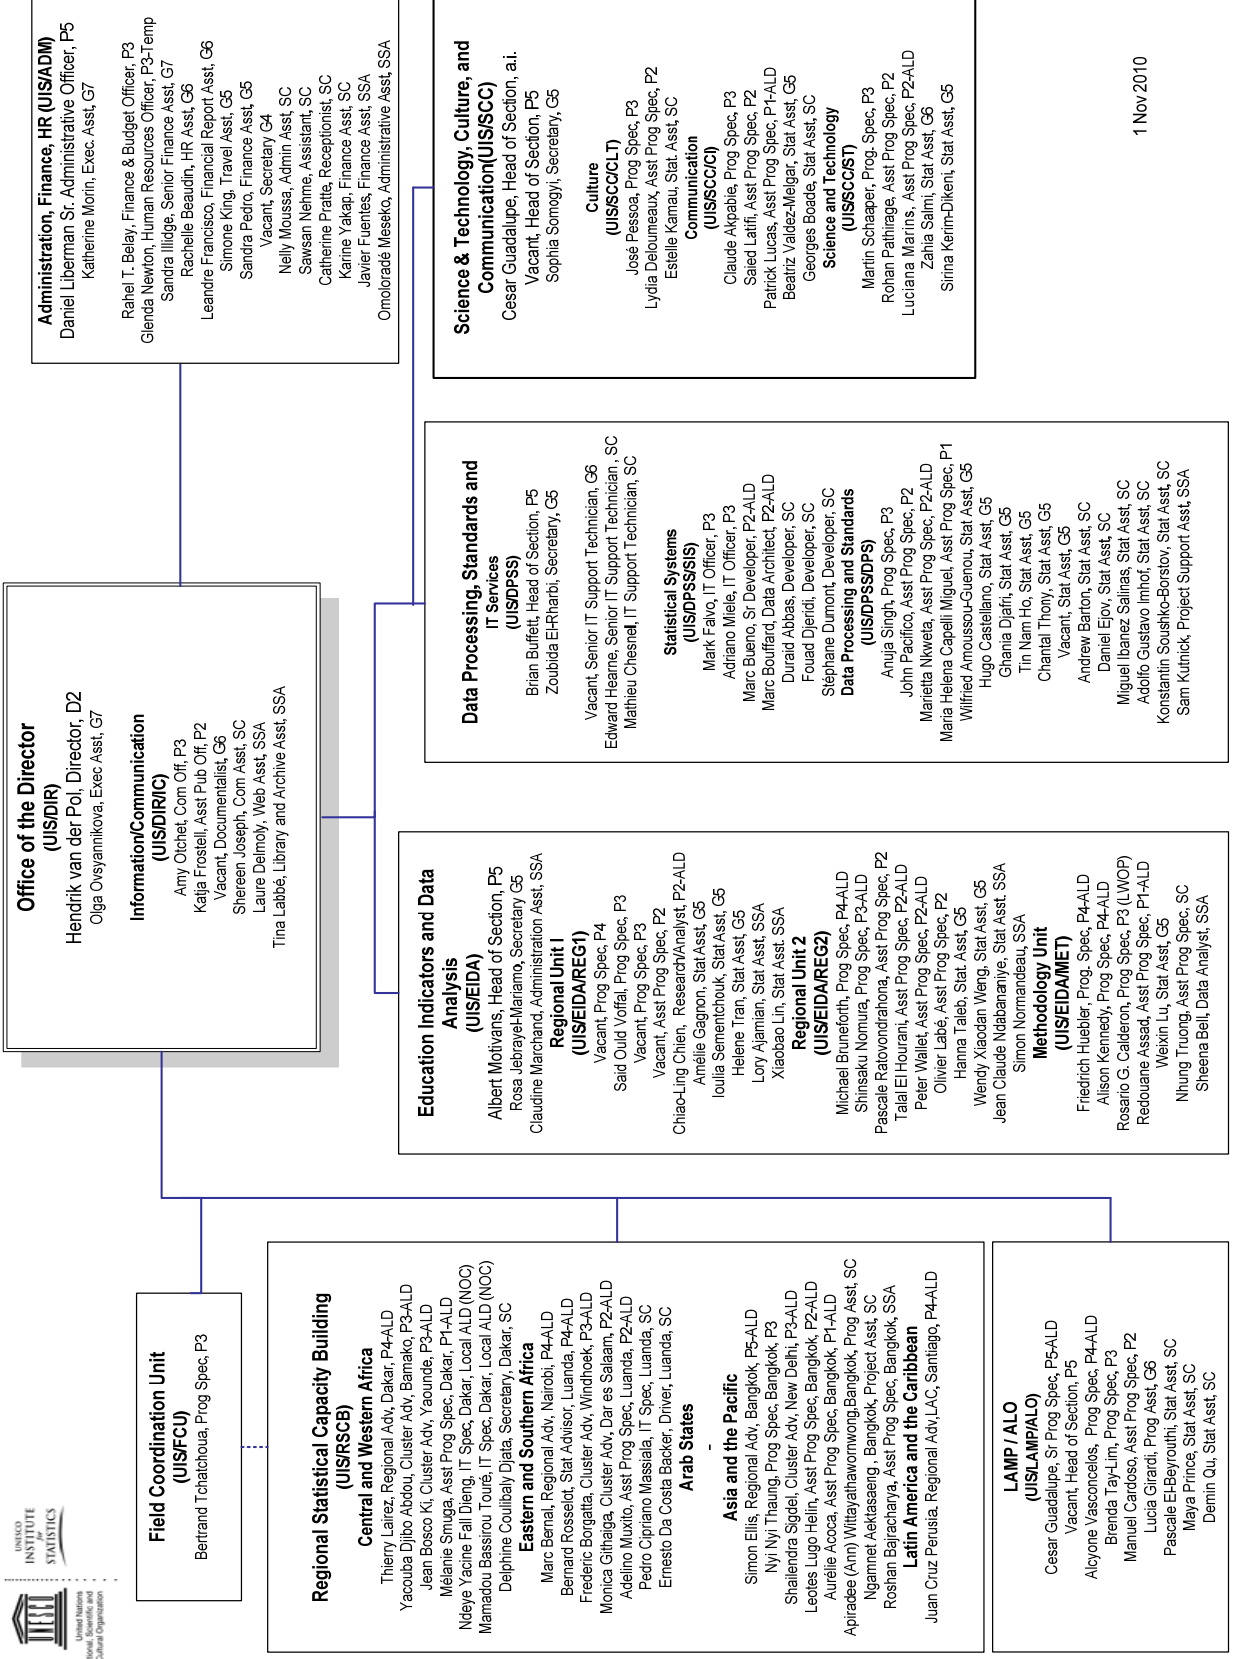 UNESCO
INSTITUTE
for
STATISTICS
United Nations
Cultural Organization
Office of the Director
(UIS/DIR)
Hendrik van der Pol, Director, D2
Olga Ovsyannikova, Exec Asst, G7
Information/Communication
(UIS/DIR/IC)
Amy Otchet, Com Off, P3
Katja Frostell, Asst Pub Off, P2
Vacant, Documentalist, G6
Shereen Joseph, Com Asst, SC
Laure Delmoly, Web Asst, SSA
Tina Labbé, Library and Archive Asst, SSA
Administration, Finance, HR (UIS/ADM)
Daniel Liberman Sr. Administrative Officer, P5
Katherine Morin, Exec. Asst, G7
Rahel T. Belay, Finance & Budget Officer, P3
Glenda Newton, Human Resources Officer, P3-Temp
Sandra Illidge, Senior Finance Asst, G7
Rachelle Beaudin, HR Asst, G6
Leandre Francisco, Financial Report Asst, G6
Simone King, Travel Asst, G5
Sandra Pedro, Finance Asst, G5
Vacant, Secretary G4
Nelly Moussa, Admin Asst, SC
Sawsan Nehme, Assistant, SC
Catherine Pratte, Receptionist, SC
Karine Yakap, Finance Asst, SC
Javier Fuentes, Finance Asst, SSA
Omoloradé Meseko, Administrative Asst, SSA
Field Coordination Unit
(UIS/FCU)
Bertrand Tchatchoua, Prog Spec, P3
Regional Statistical Capacity Building
(UIS/RSCB)
Central and Western Africa
Thierry Lairez, Regional Adv, Dakar, P4-ALD
Yacouba Djibo Abdou, Cluster Adv, Bamako, P3-ALD
Jean Bosco Ki, Cluster Adv, Yaounde, P3-ALD
Mélanie Smuga, Asst Prog Spec, Dakar, P1-ALD
Ndeye Yacine Fall Dieng, IT Spec, Dakar, Local ALD (NOC)
Mamadou Bassirou Touré, IT Spec, Dakar, Local ALD (NOC)
Delphine Coulibaly Djata, Secretary, Dakar, SC
Eastern and Southern Africa
Marc Bernal, Regional Adv, Nairobi, P4-ALD
Bernard Rosselot, Stat Advisor, Luanda, P4-ALD
Frederic Borgatta, Cluster Adv, Windhoek, P3-ALD
Monica Githaiga, Cluster Adv, Dar es Salaam, P2-ALD
Adelino Muxito, Asst Prog Spec, Luanda, P2-ALD
Pedro Cipriano Massiala, IT Spec, Luanda, SC
Ernesto Da Costa Backer, Driver, Luanda, SC
Arab States
-
Asia and the Pacific
Simon Ellis, Regional Adv, Bangkok, P5-ALD
Nyi Nyi Thaung, Prog Spec, Bangkok, P3
Shailendra Sigdel, Cluster Adv, New Delhi, P3-ALD
Leotes Lugo Helin, Asst Prog Spec, Bangkok, P2-ALD
Aurélie Acoca, Asst Prog Spec, Bangkok, P1-ALD
Apiradee (Ann) Wittayathawornwong,Bangkok, Prog Asst, SC
Ngamnet Aektasaeng , Bangkok, Project Asst, SC
Roshan Bajracharya, Asst Prog Spec, Bangkok, SSA
Latin America and the Caribbean
Juan Cruz Perusia, Regional Adv,LAC, Santiago, P4-ALD
LAMP / ALO
(UIS/LAMP/ALO)
Cesar Guadalupe, Sr Prog Spec, P5-ALD
Vacant, Head of Section, P5
Alcyone Vasconcelos, Prog Spec, P4-ALD
Brenda Tay-Lim, Prog Spec, P3
Manuel Cardoso, Asst Prog Spec, P2
Lucia Girardi, Prog Asst, G6
Pascale El-Beyrouthi, Stat Asst, SC
Maya Prince, Stat Asst, SC
Demin Qu, Stat Asst, SC
Education Indicators and Data
Analysis
(UIS/EIDA)
Albert Motivans, Head of Section, P5
Rosa Jebrayel-Mariamo, Secretary G5
Claudine Marchand, Administration Asst, SSA
Regional Unit I
(UIS/EIDA/REG1)
Vacant, Prog Spec, P4
Said Ould Voffal, Prog Spec, P3
Vacant, Prog Spec, P3
Vacant, Asst Prog Spec, P2
Chiao-Ling Chien, Research/Analyst, P2-ALD
Amélie Gagnon, Stat Asst, G5
Ioulia Sementchouk, Stat Asst, G5
Helene Tran, Stat Asst, G5
Lory Ajamian, Stat Asst, SSA
Xiaobao Lin, Stat Asst. SSA
Regional Unit 2
(UIS/EIDA/REG2)
Michael Bruneforth, Prog Spec, P4-ALD
Shinsaku Nomura, Prog Spec, P3-ALD
Pascale Ratovondrahona, Asst Prog Spec, P2
Talal El Hourani, Asst Prog Spec, P2-ALD
Peter Wallet, Asst Prog Spec, P2-ALD
Olivier Labé, Asst Prog Spec, P2
Hanna Taleb, Stat. Asst, G5
Wendy Xiaodan Weng, Stat Asst, G5
Jean Claude Ndabananiye, Stat Asst. SSA
Simon Normandeau, SSA
Methodology Unit
(UIS/EIDA/MET)
Friedrich Huebler, Prog. Spec, P4-ALD
Alison Kennedy, Prog Spec, P4-ALD
Rosario G. Calderon, Prog Spec, P3 (LWOP)
Redouane Assad, Asst Prog Spec, P1-ALD
Weixin Lu, Stat Asst, G5
Nhung Truong, Asst Prog Spec, SC
Sheena Bell, Data Analyst, SSA
Data Processing, Standards and
IT Services
(UIS/DPSS)
Brian Buffett, Head of Section, P5
Zoubida El-Rharbi, Secretary, G5
Vacant, Senior IT Support Technician, G6
Edward Hearne, Senior IT Support Technician , SC
Mathieu Chesnel, IT Support Technician, SC
Statistical Systems
(UIS/DPSS/SIS)
Mark Falvo, IT Officer, P3
Adriano Miele, IT Officer, P3
Marc Bueno, Sr Developer, P2-ALD
Marc Bouffard, Data Architect, P2-ALD
Duraid Abbas, Developer, SC
Fouad Djeridi, Developer, SC
Stéphane Dumont, Developer, SC
Data Processing and Standards
(UIS/DPSS/DPS)
Anuja Singh, Prog Spec, P3
John Pacifico, Asst Prog Spec, P2
Marietta Nkweta, Asst Prog Spec, P2-ALD
Maria Helena Capelli Miguel, Asst Prog Spec, P1
Wilfried Amoussou-Guenou, Stat Asst, G5
Hugo Castellano, Stat Asst, G5
Ghania Djafri, Stat Asst, G5
Tin Nam Ho, Stat Asst, G5
Chantal Thony, Stat Asst, G5
Vacant, Stat Asst, G5
Andrew Barton, Stat Asst, SC
Daniel Ejov, Stat Asst, SC
Miguel Ibanez Salinas, Stat Asst, SC
Adolfo Gustavo Imhof, Stat Asst, SC
Konstantin Soushko-Borstov, Stat Asst, SC
Sam Kutnick, Project Support Asst, SSA
Science & Technology, Culture, and
Communication(UIS/SCC)
Cesar Guadalupe, Head of Section, a.i.
Vacant, Head of Section, P5
Sophia Somogyi, Secretary, G5
Culture
(UIS/SCC/CLT)
José Pessoa, Prog Spec, P3
Lydia Deloumeaux, Asst Prog Spec, P2
Estelle Kamau, Stat. Asst, SC
Communication
(UIS/SCC/CI)
Claude Akpabie, Prog Spec, P3
Saied Latifi, Asst Prog Spec, P2
Patrick Lucas, Asst Prog Spec, P1-ALD
Beatriz Valdez-Melgar, Stat Asst, G5
Georges Boade, Stat Asst, SC
Science and Technology
(UIS/SCC/ST)
Martin Schaaper, Prog. Spec, P3
Rohan Pathirage, Asst Prog Spec, P2
Luciana Marins, Asst Prog Spec, P2-ALD
Zahia Salmi, Stat Asst, G6
Sirina Kerim-Dikeni, Stat Asst, G5
1 Nov 2010